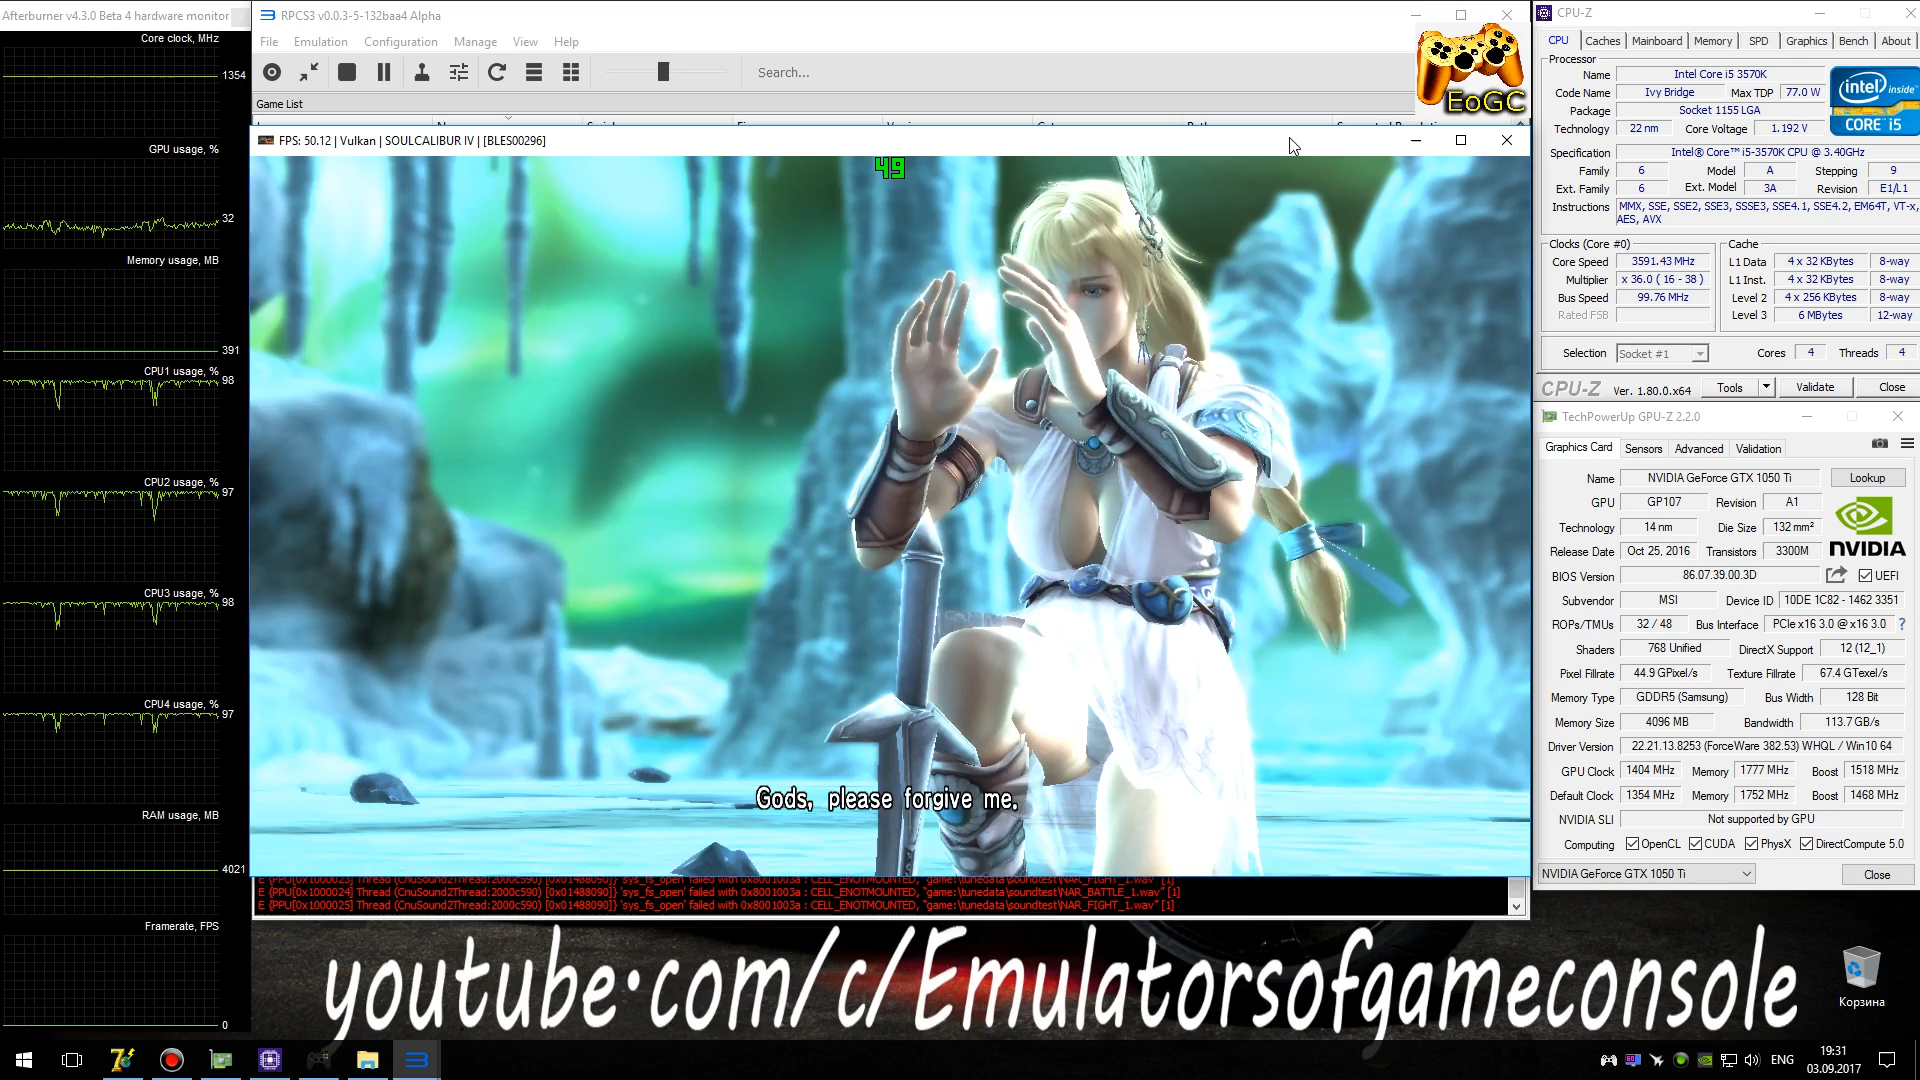 Afterburner v4.3.0 Beta 4 hardware monitor
Core clock, MHz
1354
GPU usage, %
32
Memory usage, MB
391
CPU1 usage, %
98
CPU2 usage, %
97
CPU3 usage, %
98
CPU4 usage, %
97
RAM usage, MB
4021
Framerate, FPS
0
RPCS3 v0.0.3-5-132baa4 Alpha
File Emulation Configuration Manage View Help
Search...
EoGC
Game List
FPS: 50.12 | Vulkan | SOULCALIBUR IV | [BLES00296]
49
Gods, please forgive me.
E {PPU[0x1000023] Thread (CnuSound2Thread:2000c590) [0x01488090]} 'sys_fs_open' failed with 0x8001003a : CELL_ENOTMOUNTED, "game:\tunedata\soundtest\NAR_FIGHT_1.wav" [1]
E {PPU[0x1000024] Thread (CnuSound2Thread:2000c590) [0x01488090]} 'sys_fs_open' failed with 0x8001003a : CELL_ENOTMOUNTED, "game:\tunedata\soundtest\NAR_BATTLE_1.wav" [1]
E {PPU[0x1000025] Thread (CnuSound2Thread:2000c590) [0x01488090]} 'sys_fs_open' failed with 0x8001003a : CELL_ENOTMOUNTED, "game:\tunedata\soundtest\NAR_FIGHT_1.wav" [1]
youtube.com/c/Emulatorsofgameconsole
CPU-Z
CPU Caches Mainboard Memory SPD Graphics Bench About
Processor
Name Intel Core i5 3570K
Code Name Ivy Bridge Max TDP 77.0 W
Package Socket 1155 LGA
Technology 22 nm Core Voltage 1.192 V
intel inside™
CORE i5
Specification Intel® Core™ i5-3570K CPU @ 3.40GHz
Family 6 Model A Stepping 9
Ext. Family 6 Ext. Model 3A Revision E1/L1
Instructions MMX, SSE, SSE2, SSE3, SSSE3, SSE4.1, SSE4.2, EM64T, VT-x,
AES, AVX
Clocks (Core #0) Cache
Core Speed 3591.43 MHz L1 Data 4 x 32 KBytes 8-way
Multiplier x 36.0 ( 16 - 38 ) L1 Inst. 4 x 32 KBytes 8-way
Bus Speed 99.76 MHz Level 2 4 x 256 KBytes 8-way
Rated FSB Level 3 6 MBytes 12-way
Selection Socket #1 Cores 4 Threads 4
CPU-Z Ver. 1.80.0.x64 Tools Validate Close
TechPowerUp GPU-Z 2.2.0
Graphics Card Sensors Advanced Validation
Name NVIDIA GeForce GTX 1050 Ti Lookup
GPU GP107 Revision A1
Technology 14 nm Die Size 132 mm²
Release Date Oct 25, 2016 Transistors 3300M
NVIDIA
BIOS Version 86.07.39.00.3D UEFI
Subvendor MSI Device ID 10DE 1C82 - 1462 3351
ROPs/TMUs 32 / 48 Bus Interface PCIe x16 3.0 @ x16 3.0 ?
Shaders 768 Unified DirectX Support 12 (12_1)
Pixel Fillrate 44.9 GPixel/s Texture Fillrate 67.4 GTexel/s
Memory Type GDDR5 (Samsung) Bus Width 128 Bit
Memory Size 4096 MB Bandwidth 113.7 GB/s
Driver Version 22.21.13.8253 (ForceWare 382.53) WHQL / Win10 64
GPU Clock 1404 MHz Memory 1777 MHz Boost 1518 MHz
Default Clock 1354 MHz Memory 1752 MHz Boost 1468 MHz
NVIDIA SLI Not supported by GPU
Computing OpenCL CUDA PhysX DirectCompute 5.0
NVIDIA GeForce GTX 1050 Ti Close
Корзина
ENG
19:31
03.09.2017